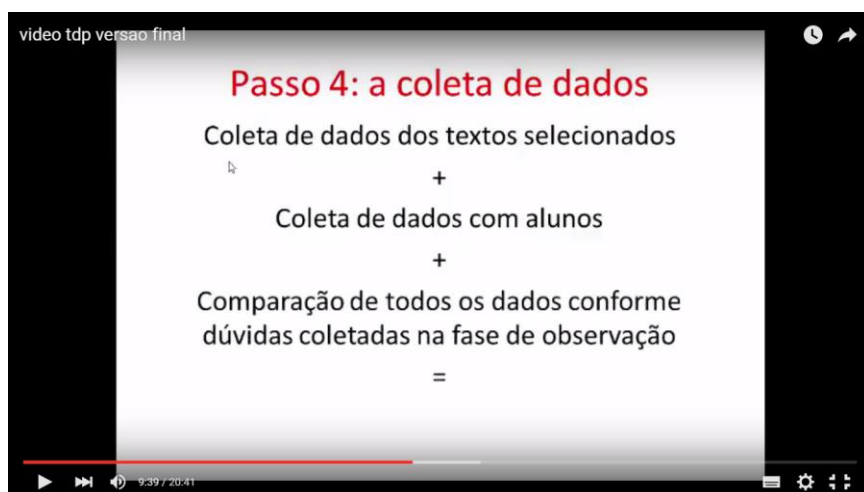 video tdp versao final
Passo 4: a coleta de dados
Coleta de dados dos textos selecionados
+
Coleta de dados com alunos
+
Comparação de todos os dados conforme
dúvidas coletadas na fase de observação
=
9:39 / 20:41